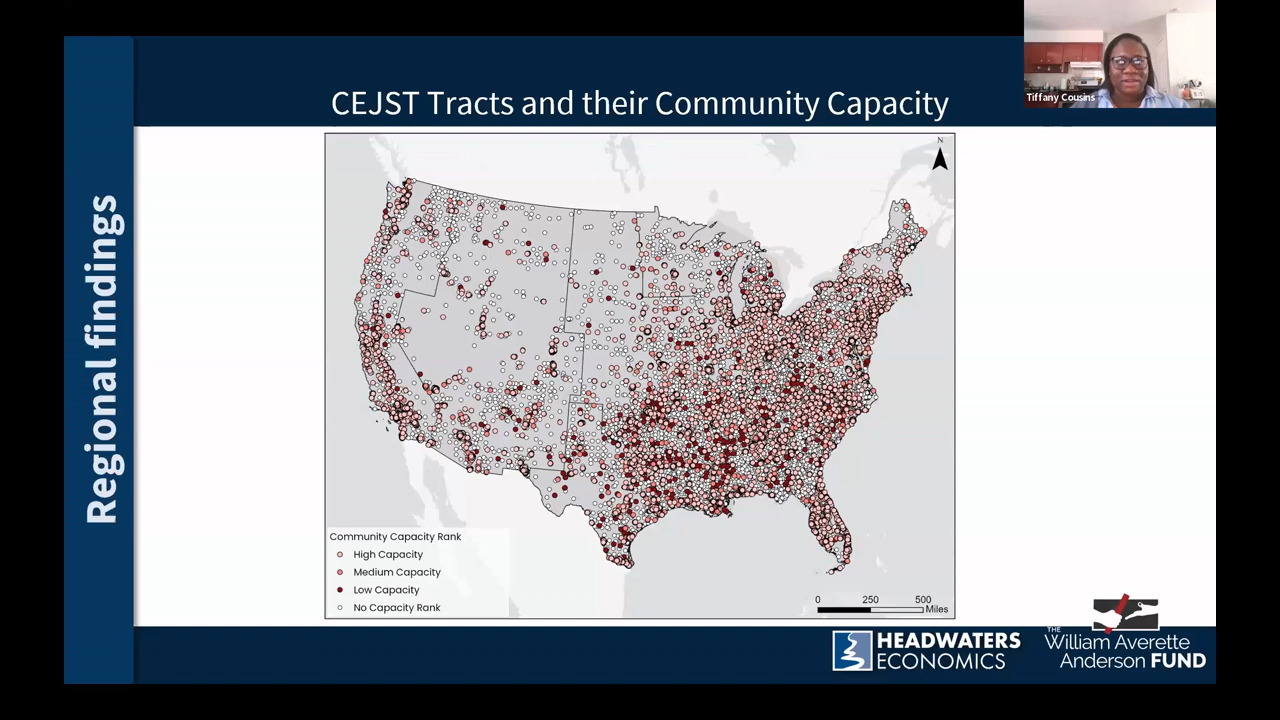 Tiffany Cousins
CEJST Tracts and their Community Capacity
Regional findings
N
Community Capacity Rank
High Capacity
Medium Capacity
Low Capacity
No Capacity Rank
0 250 500
Miles
HEADWATERS
ECONOMICS
THE
William Averette
Anderson FUND